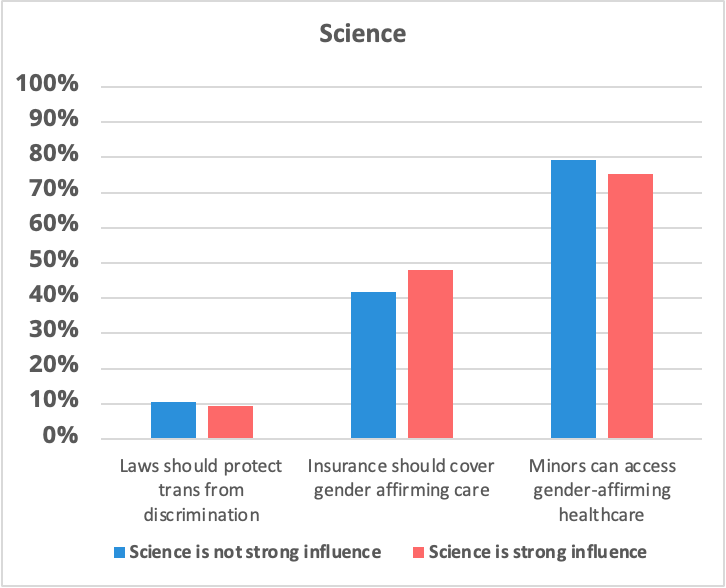 Science
100%
90%
80%
70%
60%
50%
40%
30%
20%
10%
0%
Laws should protect
trans from
discrimination
Insurance should cover
gender affirming care
Minors can access
gender-affirming
healthcare
Science is not strong influence
Science is strong influence